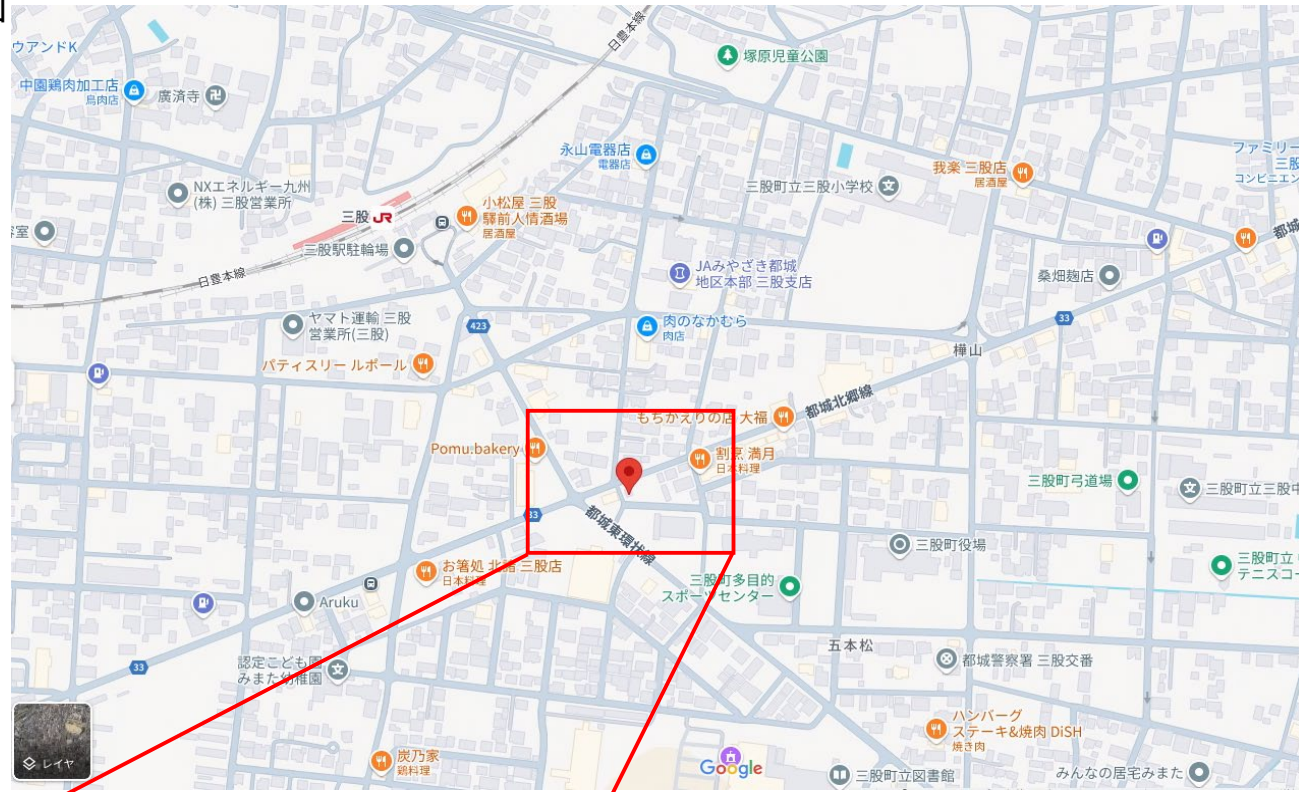 ウアンドK
中園鶏肉加工店
鳥肉店
廣済寺
日豊本線
塚原児童公園
永山電器店
電器店
三股町立三股小学校
我楽 三股店
居酒屋
ファミリー
三股
コンビニエン
NXエネルギー九州
(株) 三股営業所
三股 JR
小松屋 三股
驛前人情酒場
居酒屋
室
三股駅駐輪場
都城
日豊本線
JAみやざき都城
地区本部 三股支店
桑畑麹店
ヤマト運輸 三股
営業所(三股)
423
肉のなかむら
肉店
33
樺山
パティスリー ルポール
都城北郷線
もちかえりの店 大福
Pomu.bakery
割烹 満月
日本料理
三股町弓道場
三股町立三股中
33
都城東環状線
三股町役場
お箸処 北 三股店
日本料理
三股町多目的
スポーツセンター
三股町立
テニスコー
Aruku
五本松
33
認定こども園
みまた幼稚園
都城警察署 三股交番
ハンバーグ
ステーキ&焼肉 DiSH
焼き肉
レイヤ
炭乃家
鶏料理
Google
三股町立図書館
みんなの居宅みまた